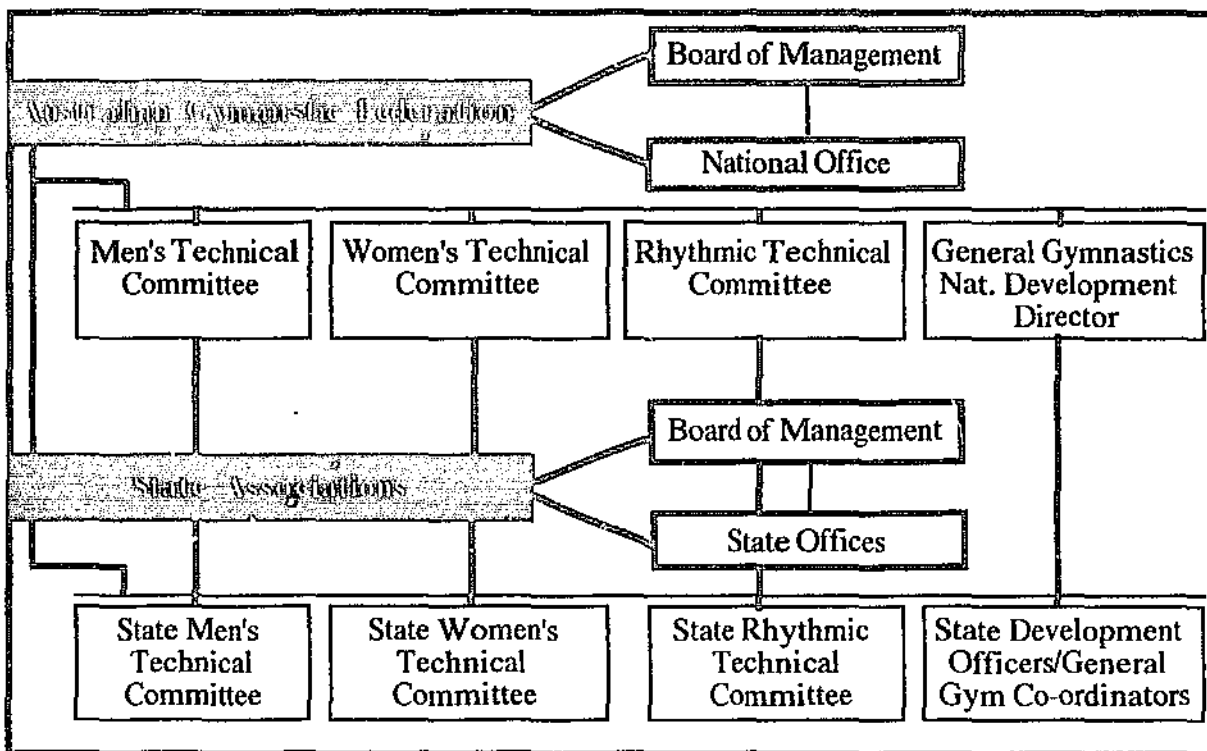 Board of Management
Australian Gymnastic Federation
National Office
Men's Technical
Committee
Women's Technical
Committee
Rhythmic Technical
Committee
General Gymnastics
Nat. Development
Director
Board of Management
State Associations
State Offices
State Men's
Technical
Committee
State Women's
Technical
Committee
State Rhythmic
Technical
Committee
State Development
Officers/General
Gym Co-ordinators